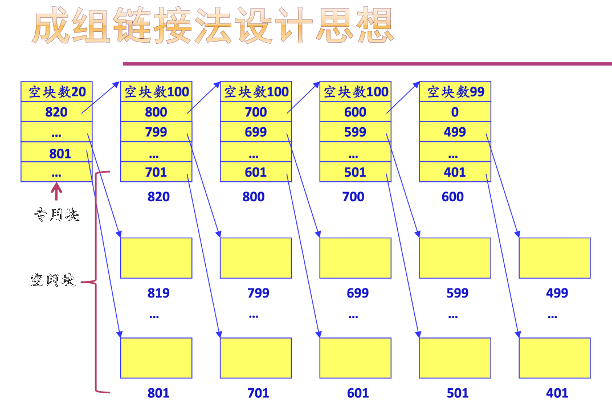 成组链接法设计思想
空块数20 空块数100 空块数100 空块数100 空块数99
820 800 700 600 0
... 799 699 599 499
801 ... ... ... ...
... 701 601 501 401
820 800 700 600
专用块
空闲块
819 799 699 599 499
... ... ... ... ...
801 701 601 501 401